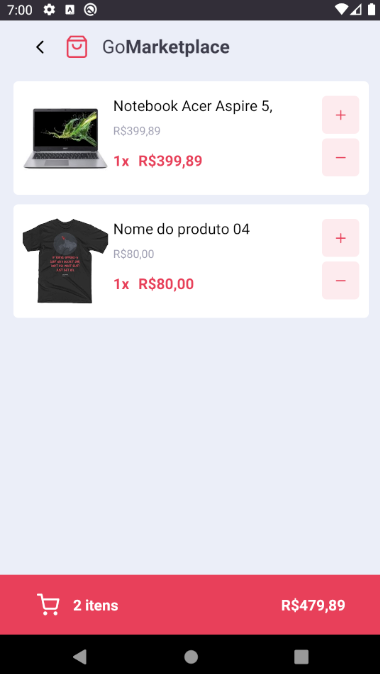 7:00
GoMarketplace
Notebook Acer Aspire 5,
R$399,89
1x R$399,89
+
−
Nome do produto 04
R$80,00
1x R$80,00
+
−
2 itens
R$479,89